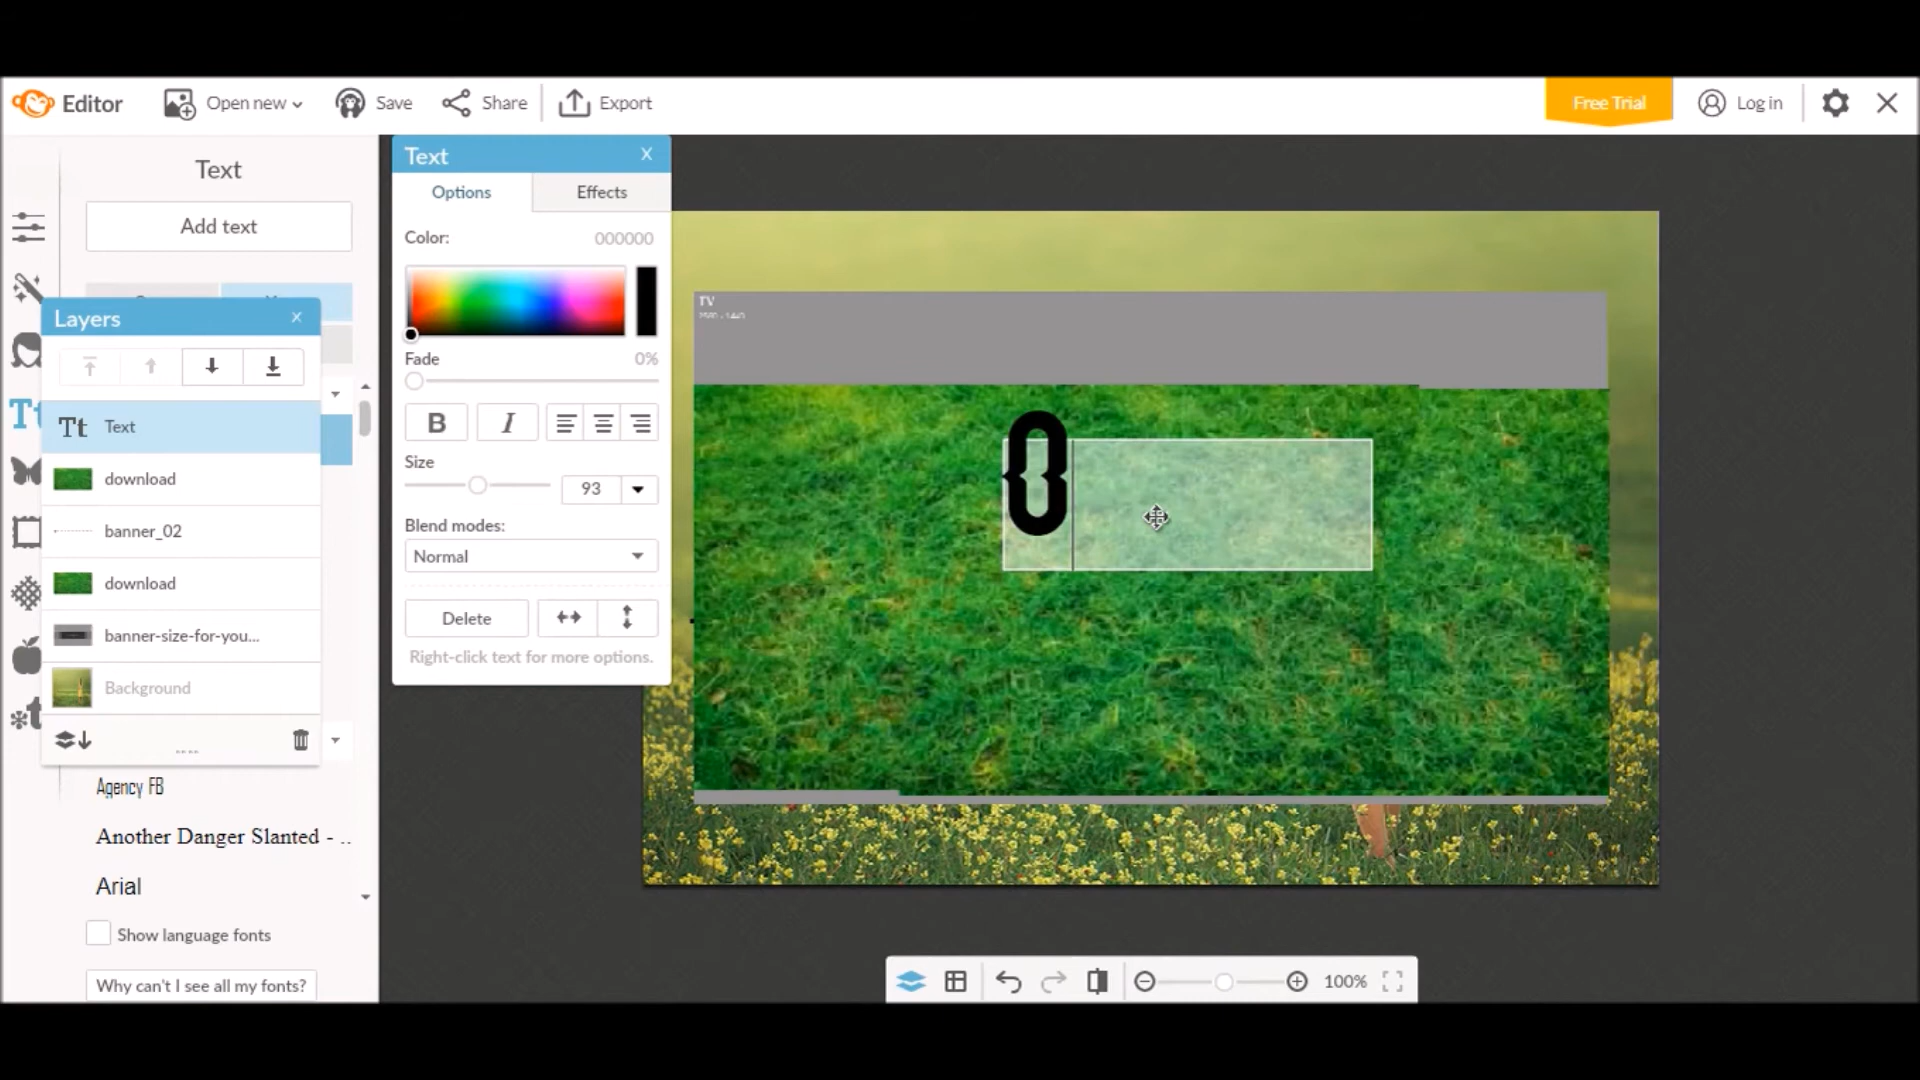 Editor
Open new
Save
Share
Export
Free Trial
Log in
Text
Add text
Layers
Text
download
banner_02
download
banner-size-for-you...
Background
Agency FB
Another Danger Slanted - ..
Arial
Show language fonts
Why can't I see all my fonts?
Text
X
Options
Effects
Color:
000000
Fade
0%
B
I
Size
93
Blend modes:
Normal
Delete
Right-click text for more options.
TV
0
100%